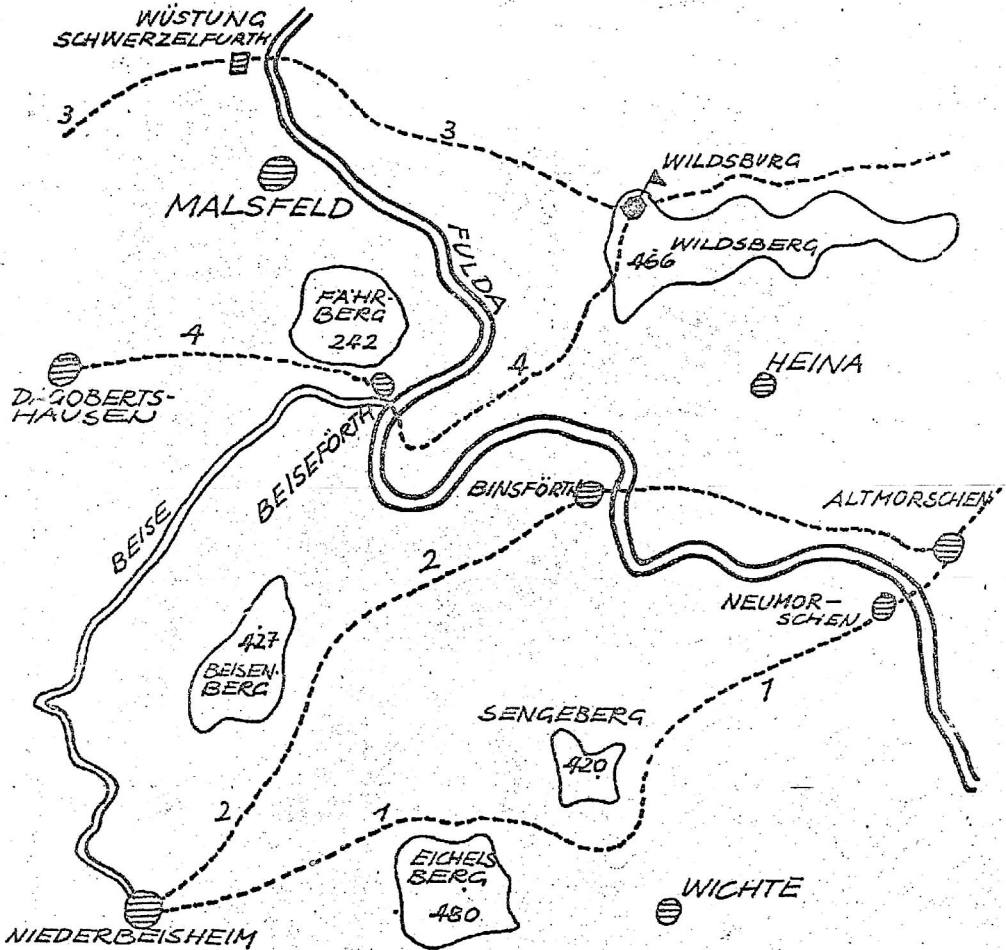 WÜSTUNG
SCHWERZELFURTH
3
3
MALSFELD
WILDSBURG
FULDA
WILDSBERG
466
FÄHR-
BERG
242
4
4
HEINA
DAGOBERTS-
HAUSEN
BEISEFÖRTH
BEISE
BINSFÖRTH
ALTMORSCHEN
2
NEUMOR-
SCHEN
427
BEISEN-
BERG
1
SENGEBERG
420
2
1
EICHELS
BERG
480
WICHTE
NIEDERBEISHEIM